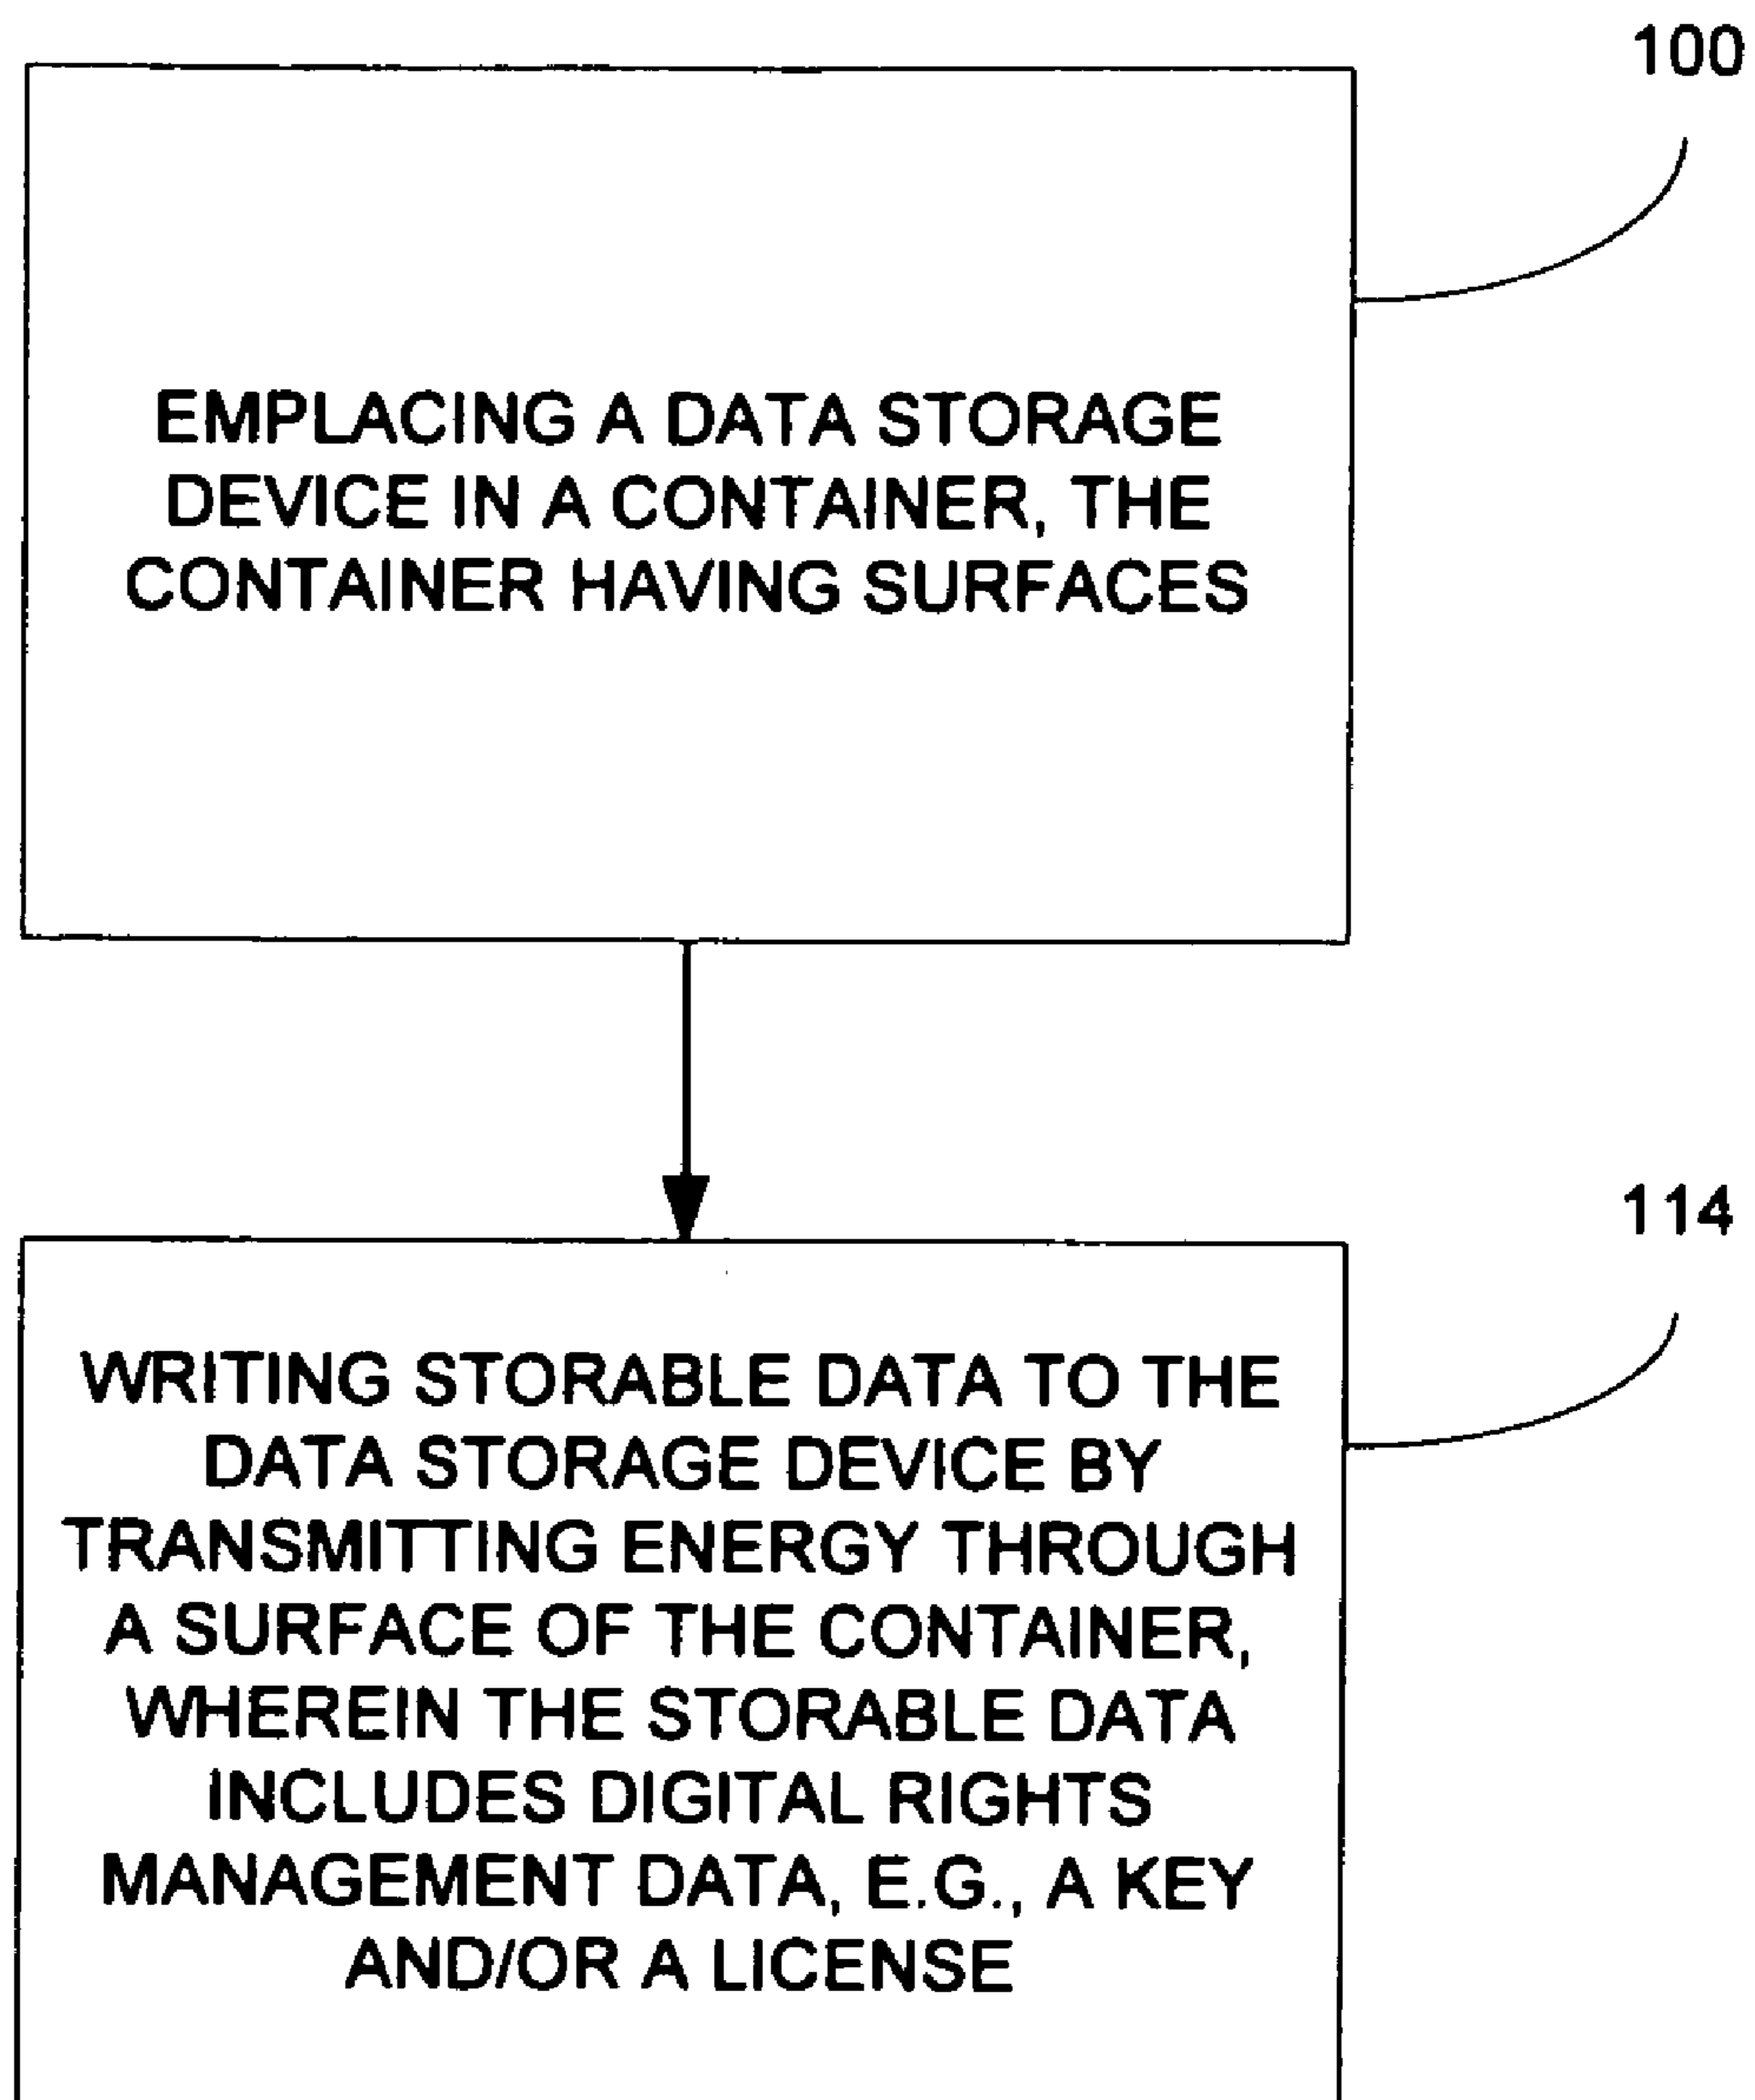 100
EMPLACING A DATA STORAGE
DEVICE IN A CONTAINER, THE
CONTAINER HAVING SURFACES
114
WRITING STORABLE DATA TO THE
DATA STORAGE DEVICE BY
TRANSMITTING ENERGY THROUGH
A SURFACE OF THE CONTAINER,
WHEREIN THE STORABLE DATA
INCLUDES DIGITAL RIGHTS
MANAGEMENT DATA, E.G., A KEY
AND/OR A LICENSE